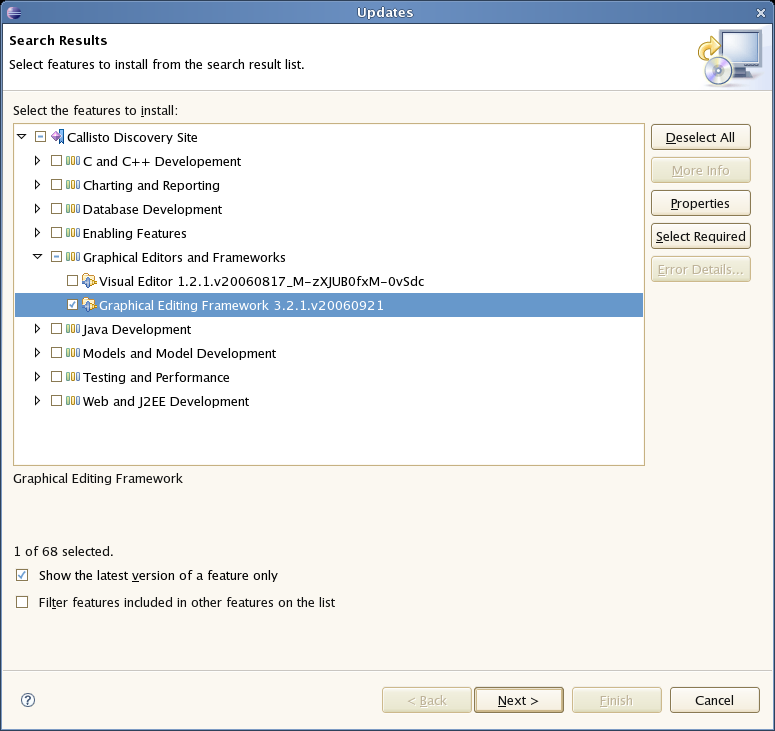 Updates
Search Results
Select features to install from the search result list.
Select the features to install:
Callisto Discovery Site
C and C++ Developement
Charting and Reporting
Database Development
Enabling Features
Graphical Editors and Frameworks
Visual Editor 1.2.1.v20060817_M-zXJUB0fxM-0vSdc
Graphical Editing Framework 3.2.1.v20060921
Java Development
Models and Model Development
Testing and Performance
Web and J2EE Development
Deselect All
More Info
Properties
Select Required
Error Details...
Graphical Editing Framework
1 of 68 selected.
Show the latest version of a feature only
Filter features included in other features on the list
?
< Back
Next >
Finish
Cancel